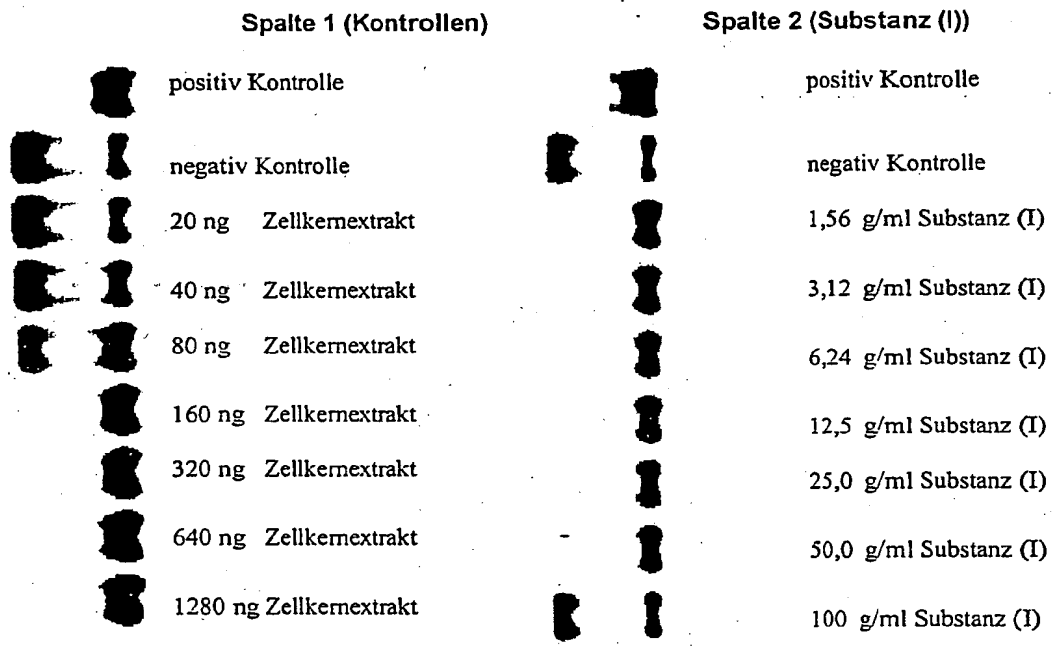 Spalte 1 (Kontrollen)
positiv Kontrolle
negativ Kontrolle
20 ng Zellkernextrakt
40 ng Zellkernextrakt
80 ng Zellkernextrakt
160 ng Zellkernextrakt
320 ng Zellkernextrakt
640 ng Zellkernextrakt
1280 ng Zellkernextrakt
Spalte 2 (Substanz (I))
positiv Kontrolle
negativ Kontrolle
1,56 g/ml Substanz (I)
3,12 g/ml Substanz (I)
6,24 g/ml Substanz (I)
12,5 g/ml Substanz (I)
25,0 g/ml Substanz (I)
50,0 g/ml Substanz (I)
100 g/ml Substanz (I)